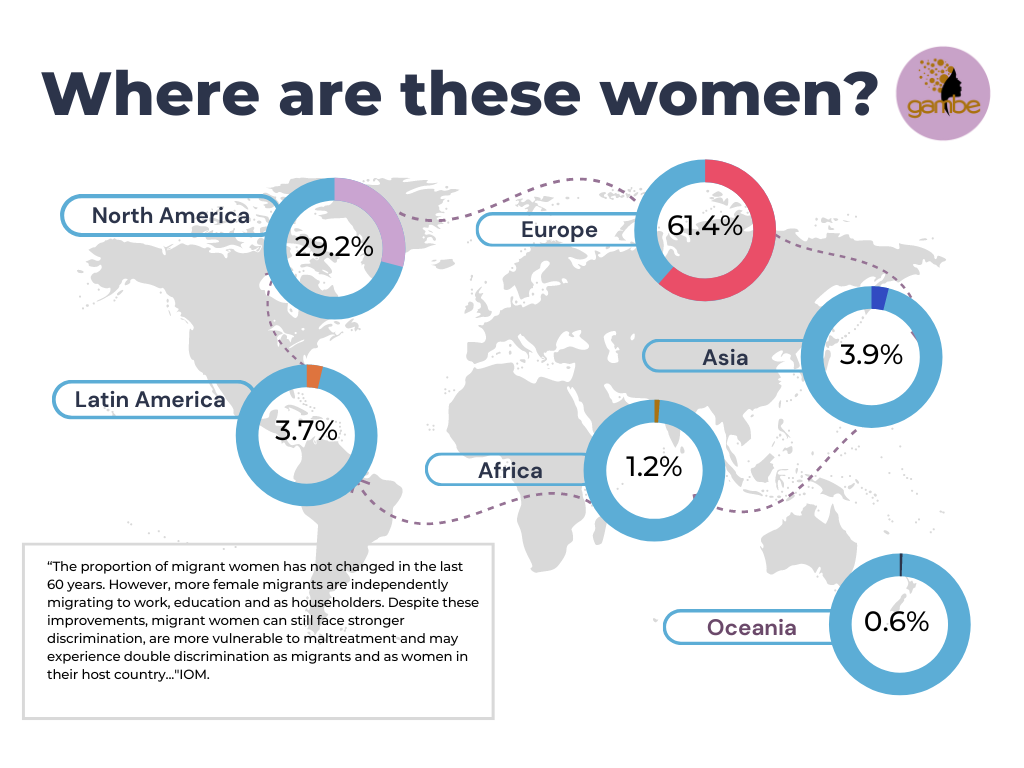 Where are these women?
gambe
North America
29.2%
Europe
61.4%
Asia
3.9%
Latin America
3.7%
Africa
1.2%
Oceania
0.6%
“The proportion of migrant women has not changed in the last
60 years. However, more female migrants are independently
migrating to work, education and as householders. Despite these
improvements, migrant women can still face stronger
discrimination, are more vulnerable to maltreatment and may
experience double discrimination as migrants and as women in
their host country..."IOM.